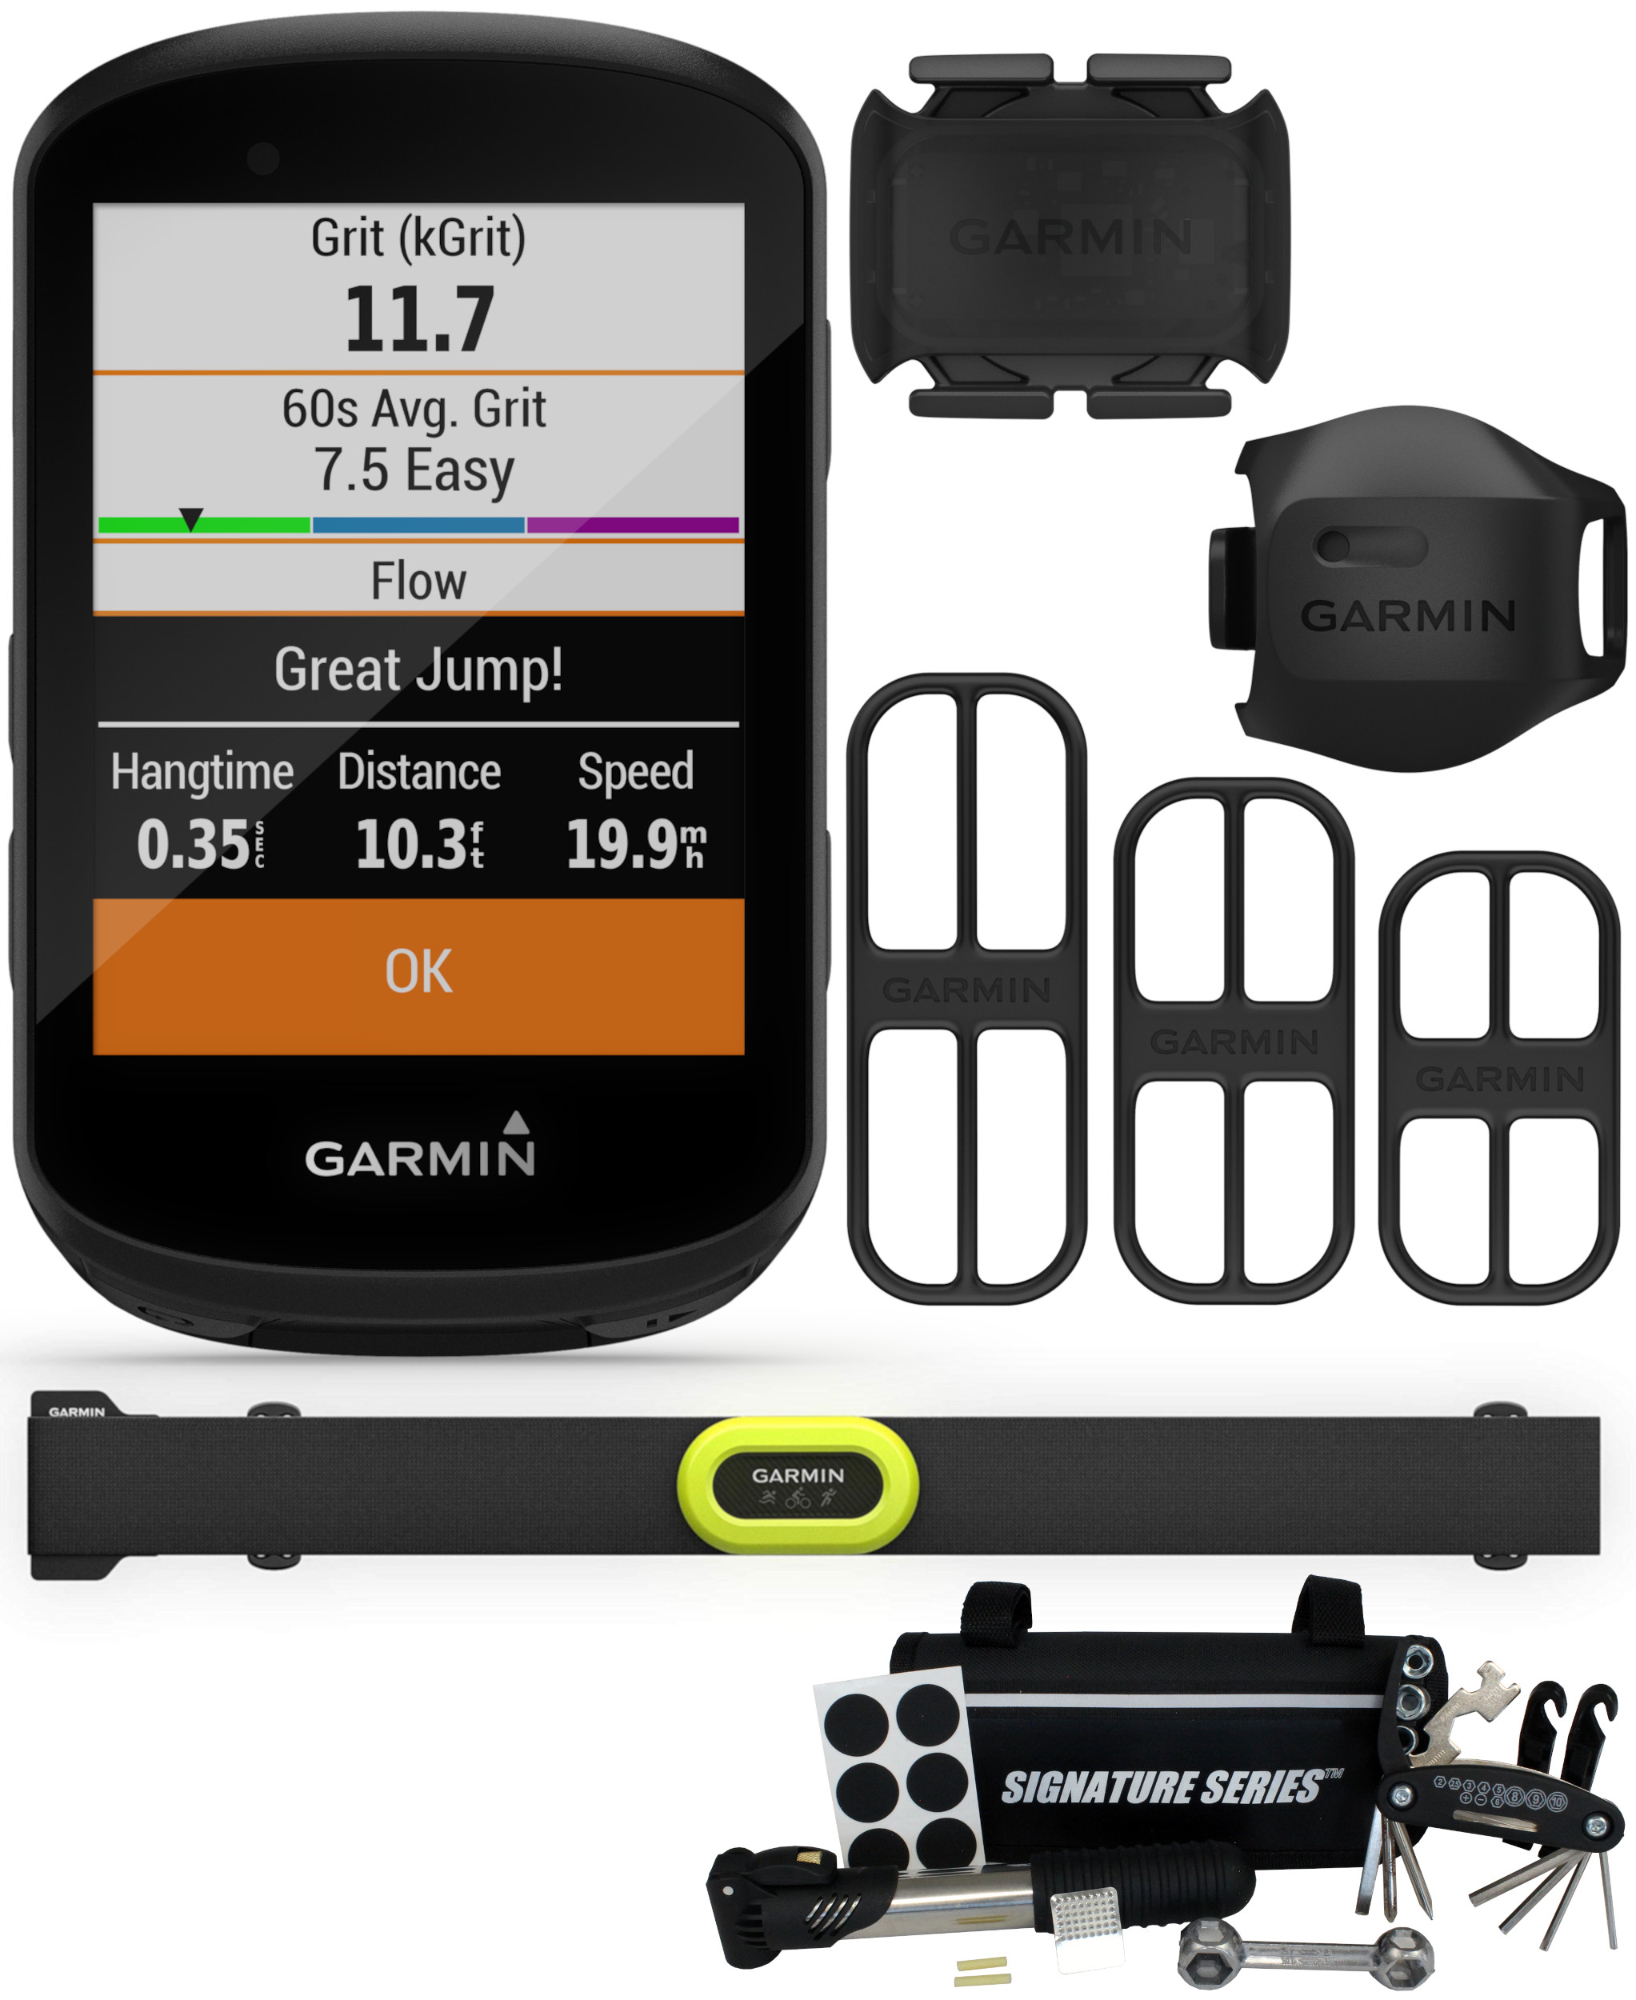 Grit (kGrit)
11.7
60s Avg. Grit
7.5 Easy
Flow
Great Jump!
Hangtime Distance Speed
0.35 SEC 10.3 ft 19.9 mh
OK
GARMIN
GARMIN
GARMIN
GARMIN
GARMIN
GARMIN
GARMIN
GARMIN
SIGNATURE SERIES™